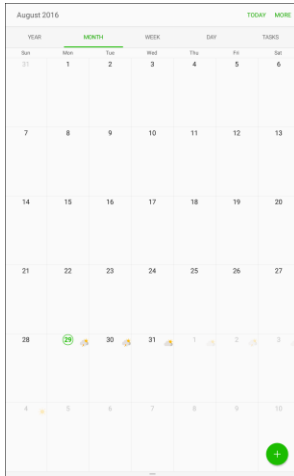 August 2016 TODAY MORE
YEAR MONTH WEEK DAY TASKS
Sun Mon Tue Wed Thu Fri Sat
31 1 2 3 4 5 6
7 8 9 10 11 12 13
14 15 16 17 18 19 20
21 22 23 24 25 26 27
28 29 30 31 1 2 3
4 5 6 7 8 9 10
+